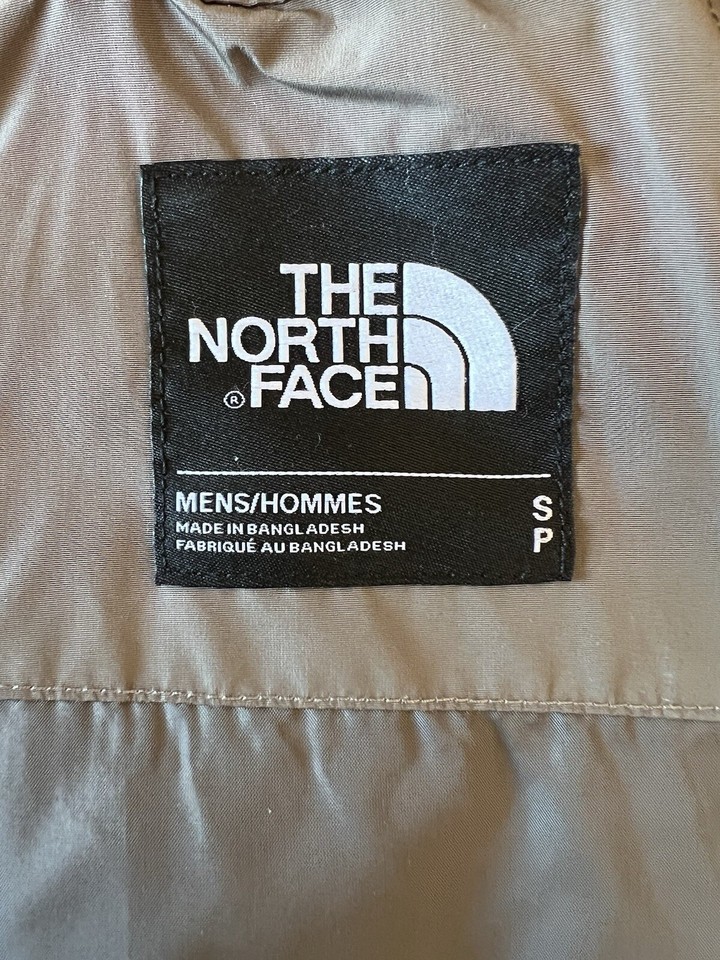 THE
NORTH
® FACE
MENS/HOMMES S
MADE IN BANGLADESH
FABRIQUÉ AU BANGLADESH P